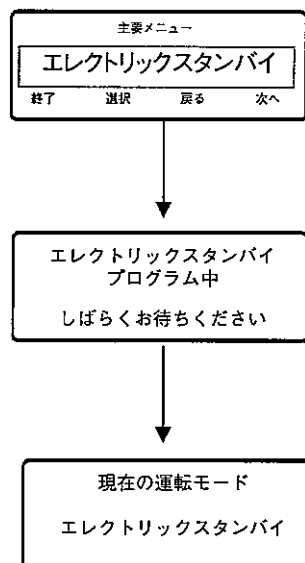 主要メニュー
エレクトリックスタンバイ
終了 選択 戻る 次へ
エレクトリックスタンバイ
プログラム中
しばらくお待ちください
現在の運転モード
エレクトリックスタンバイ